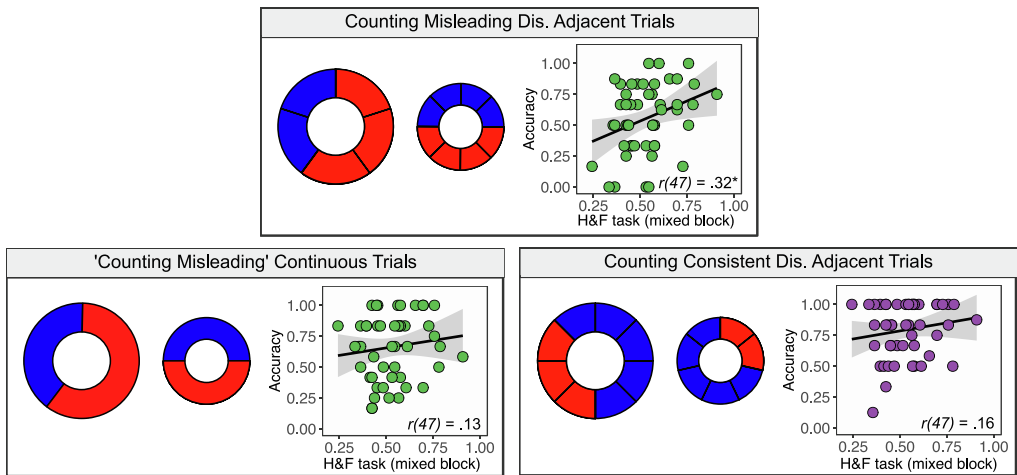 Counting Misleading Dis. Adjacent Trials
Accuracy
1.00
0.75
0.50
0.25
0.00
r(47) = .32*
0.25 0.50 0.75 1.00
H&F task (mixed block)
'Counting Misleading' Continuous Trials
Accuracy
1.00
0.75
0.50
0.25
0.00
r(47) = .13
0.25 0.50 0.75 1.00
H&F task (mixed block)
Counting Consistent Dis. Adjacent Trials
Accuracy
1.00
0.75
0.50
0.25
0.00
r(47) = .16
0.25 0.50 0.75 1.00
H&F task (mixed block)